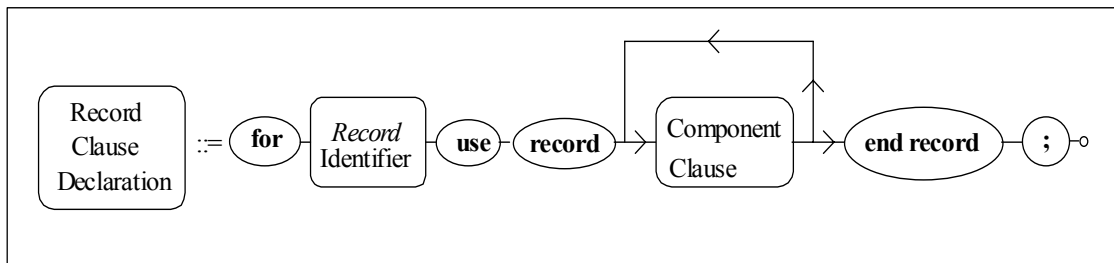 Record
Clause
Declaration
::= for Record Identifier use record Component Clause end record ;